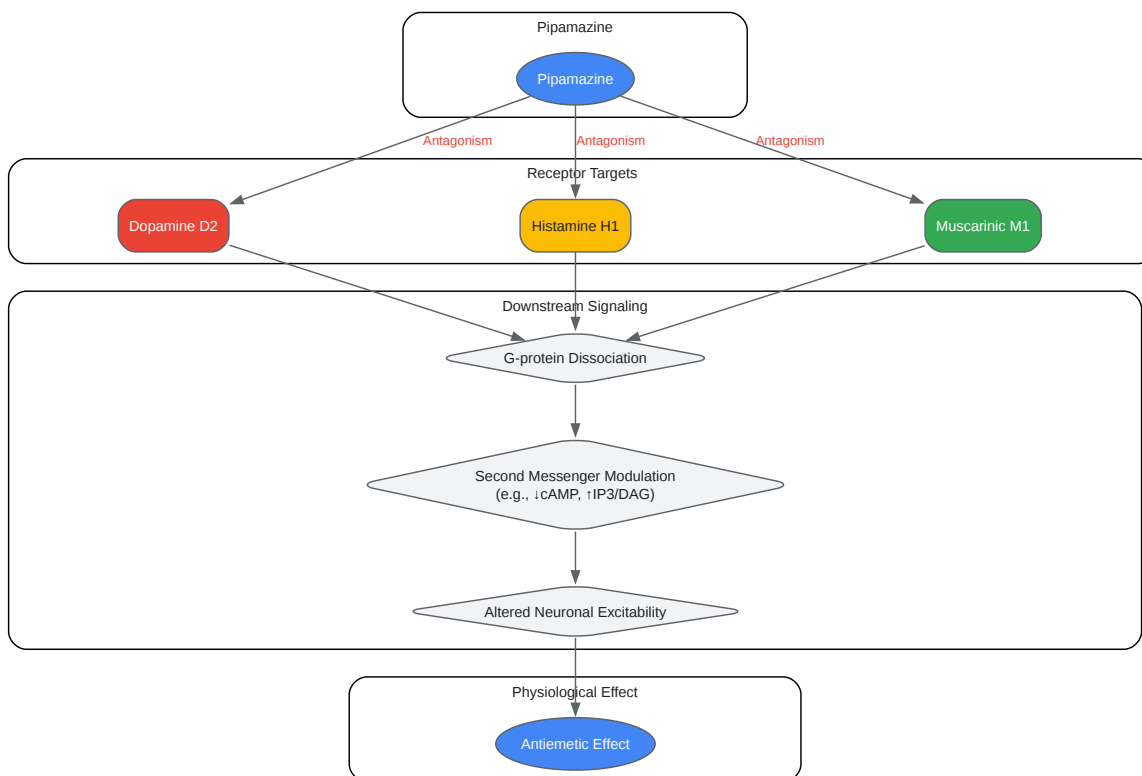 Pipamazine
Pipamazine
Antagonism
Antagonism
Antagonism
Receptor Targets
Dopamine D2
Histamine H1
Muscarinic M1
Downstream Signaling
G-protein Dissociation
Second Messenger Modulation
(e.g., ↓cAMP, ↑IP3/DAG)
Altered Neuronal Excitability
Physiological Effect
Antiemetic Effect